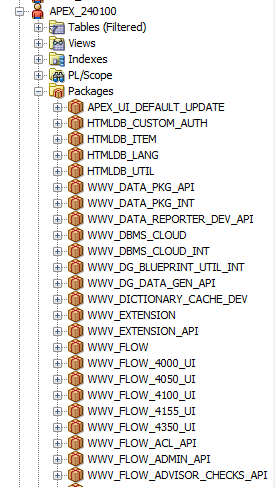 APEX_240100
Tables (Filtered)
Views
Indexes
PL/Scope
Packages
APEX_UI_DEFAULT_UPDATE
HTMLDB_CUSTOM_AUTH
HTMLDB_ITEM
HTMLDB_LANG
HTMLDB_UTIL
WWV_DATA_PKG_API
WWV_DATA_PKG_INT
WWV_DATA_REPORTER_DEV_API
WWV_DBMS_CLOUD
WWV_DBMS_CLOUD_INT
WWV_DG_BLUEPRINT_UTIL_INT
WWV_DG_DATA_GEN_API
WWV_DICTIONARY_CACHE_DEV
WWV_EXTENSION
WWV_EXTENSION_API
WWV_FLOW
WWV_FLOW_4000_UI
WWV_FLOW_4050_UI
WWV_FLOW_4100_UI
WWV_FLOW_4155_UI
WWV_FLOW_4350_UI
WWV_FLOW_ACL_API
WWV_FLOW_ADMIN_API
WWV_FLOW_ADVISOR_CHECKS_API